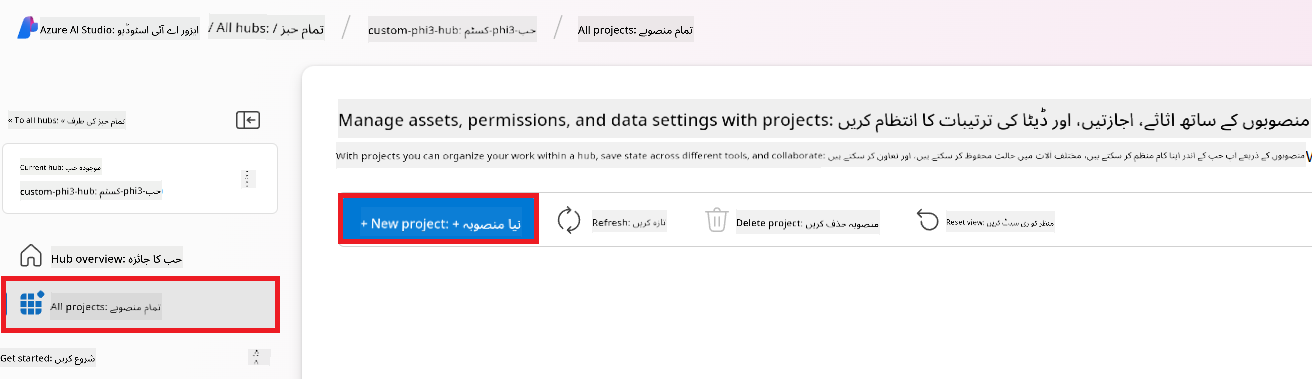 Azure AI Studio: ایزور اے آئی اسٹوڈیو
/ All hubs: / تمام حبز
/
custom-phi3-hub: حب-phi3-کسٹم
/
All projects: تمام منصوبے
« To all hubs: « تمام حبز کی طرف
Current hub: موجودہ حب
custom-phi3-hub: حب-phi3-کسٹم
Hub overview: حب کا جائزہ
All projects: تمام منصوبے
Get started: شروع کریں
Manage assets, permissions, and data settings with projects: منصوبوں کے ساتھ اثاثے، اجازتیں، اور ڈیٹا کی ترتیبات کا انتظام کریں
With projects you can organize your work within a hub, save state across different tools, and collaborate: منصوبوں کے ذریعے آپ حب کے اندر اپنا کام منظم کر سکتے ہیں، مختلف آلات میں حالت محفوظ کر سکتے ہیں، اور تعاون کر سکتے ہیں
+ New project: + نیا منصوبہ
Refresh: تازہ کریں
Delete project: منصوبہ حذف کریں
Reset view: منظر کو ری سیٹ کریں